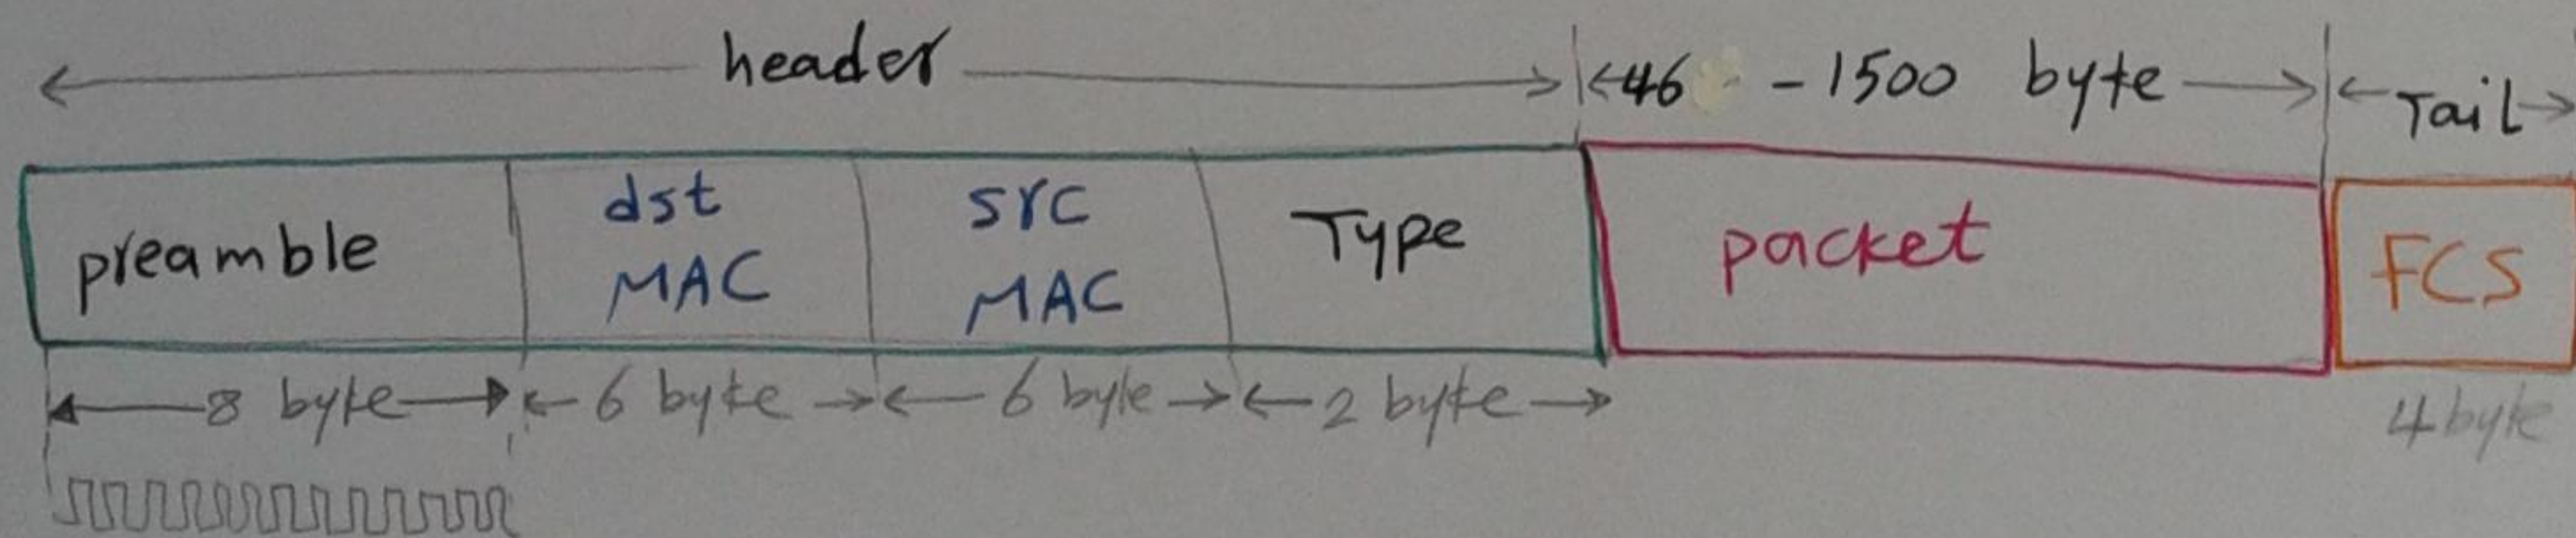 header
46 - 1500 byte
Tail
preamble
dst
MAC
src
MAC
Type
packet
FCS
8 byte
6 byte
6 byte
2 byte
4 byte